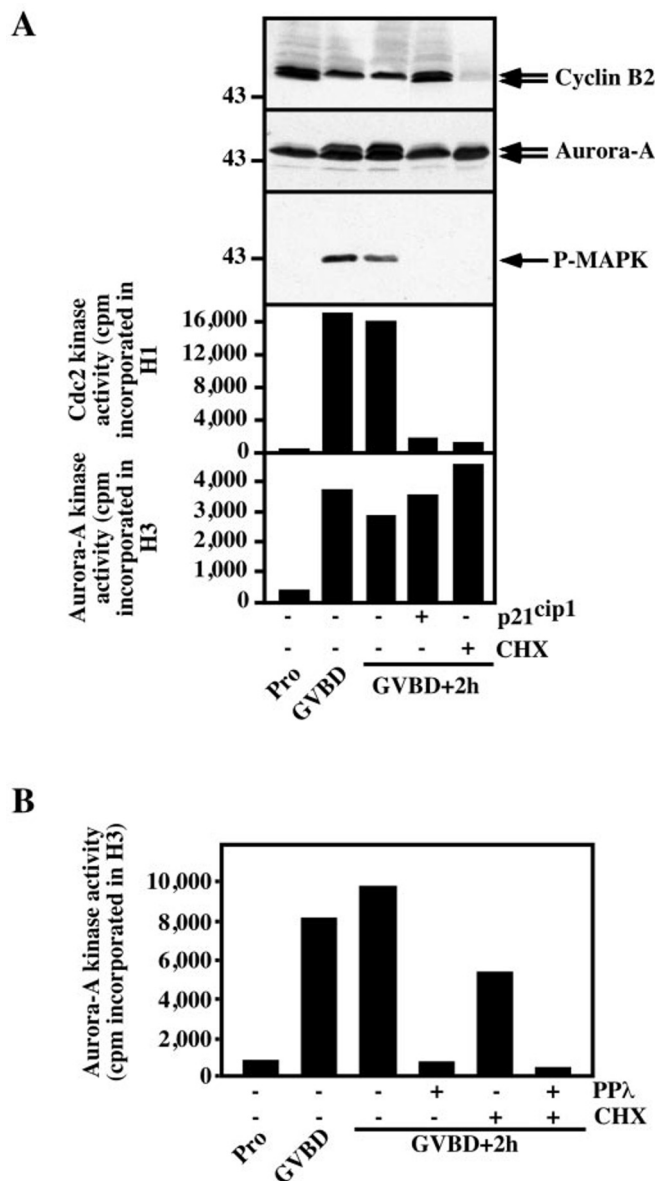 A
43
Cyclin B2
43
Aurora-A
43
P-MAPK
Cdc2 kinase
activity (cpm
incorporated in
H1
16,000
12,000
8,000
4,000
0
Aurora-A kinase
activity (cpm
incorporated in
H3
4,000
3,000
2,000
1,000
0
- - - + - p21cip1
- - - - + CHX
Pro
GVBD
GVBD+2h
B
Aurora-A kinase activity
(cpm incorporated in H3)
10,000
8,000
6,000
4,000
2,000
0
- - - + - + PPλ
- - - - + + CHX
Pro
GVBD
GVBD+2h